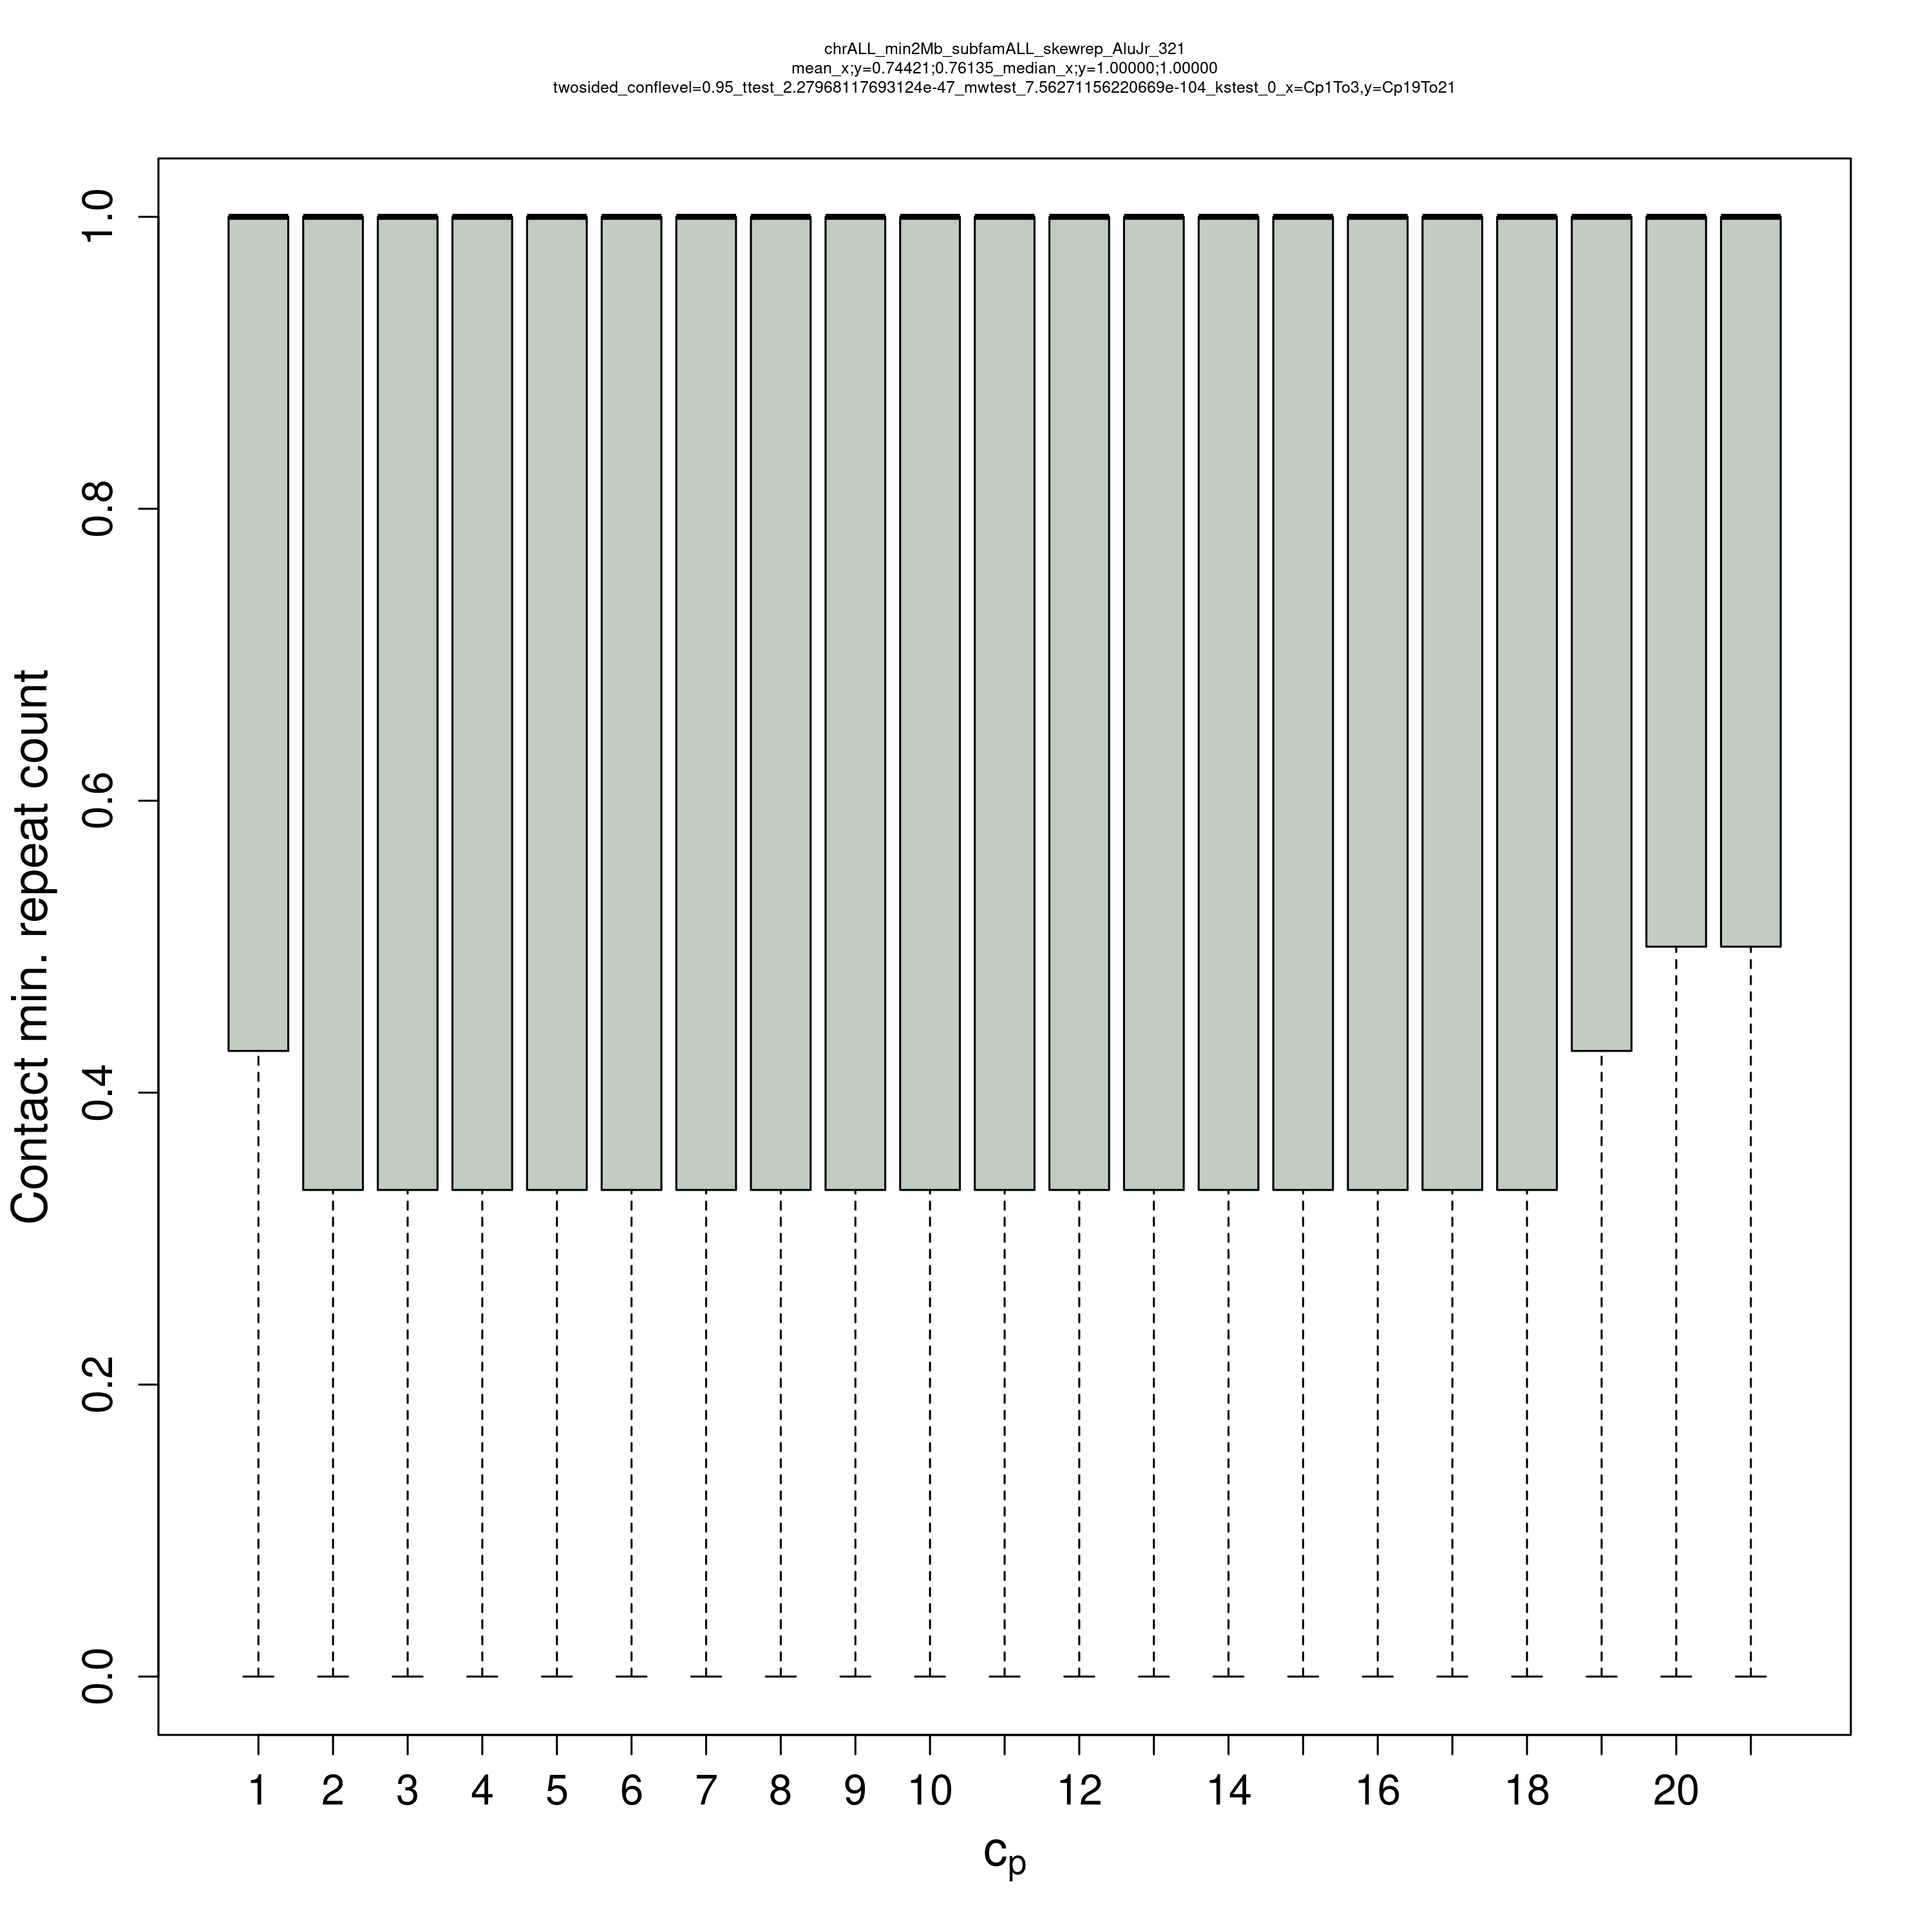 chrALL_min2Mb_subfamALL_skewrep_AluJr_321
mean_x;y=0.74421;0.76135_median_x;y=1.00000;1.00000
twosided_conflevel=0.95_ttest_2.27968117693124e-47_mwtest_7.56271156220669e-104_kstest_0_x=Cp1To3,y=Cp19To21
1.0
0.8
0.6
0.4
0.2
0.0
Contact min. repeat count
1 2 3 4 5 6 7 8 9 10 12 14 16 18 20
cp